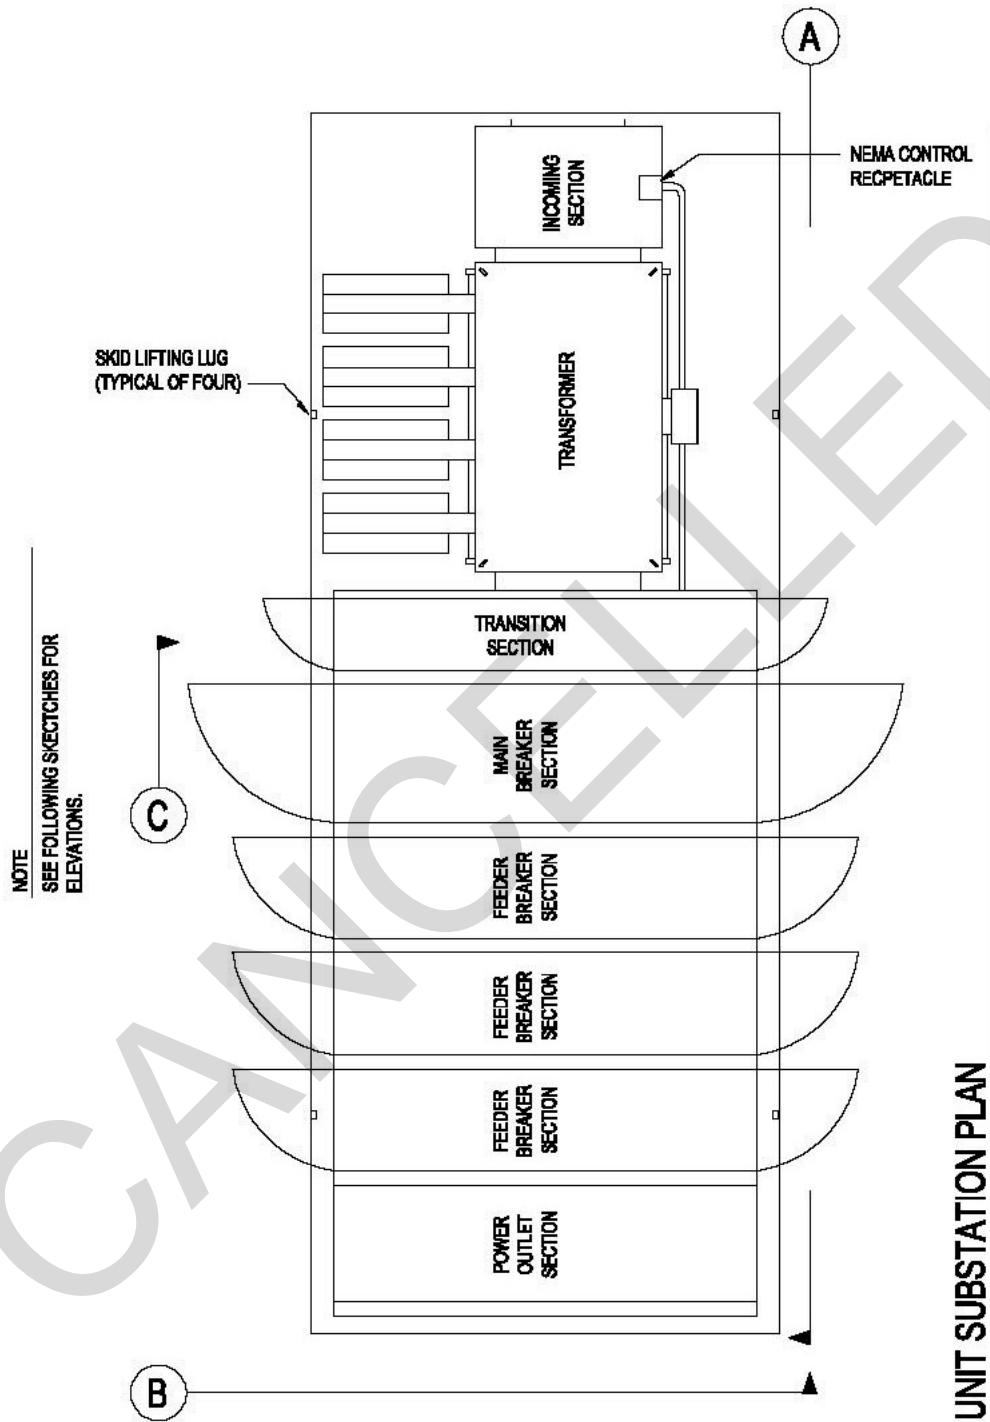 A
NEMA CONTROL
RECPETACLE
INCOMING
SECTION
SKID LIFTING LUG
(TYPICAL OF FOUR)
TRANSFORMER
TRANSITION
SECTION
NOTE
SEE FOLLOWING SKECTCHES FOR
ELEVATIONS.
C
MAIN
BREAKER
SECTION
FEEDER
BREAKER
SECTION
FEEDER
BREAKER
SECTION
FEEDER
BREAKER
SECTION
POWER
OUTLET
SECTION
B
UNIT SUBSTATION PLAN
CANCELLED